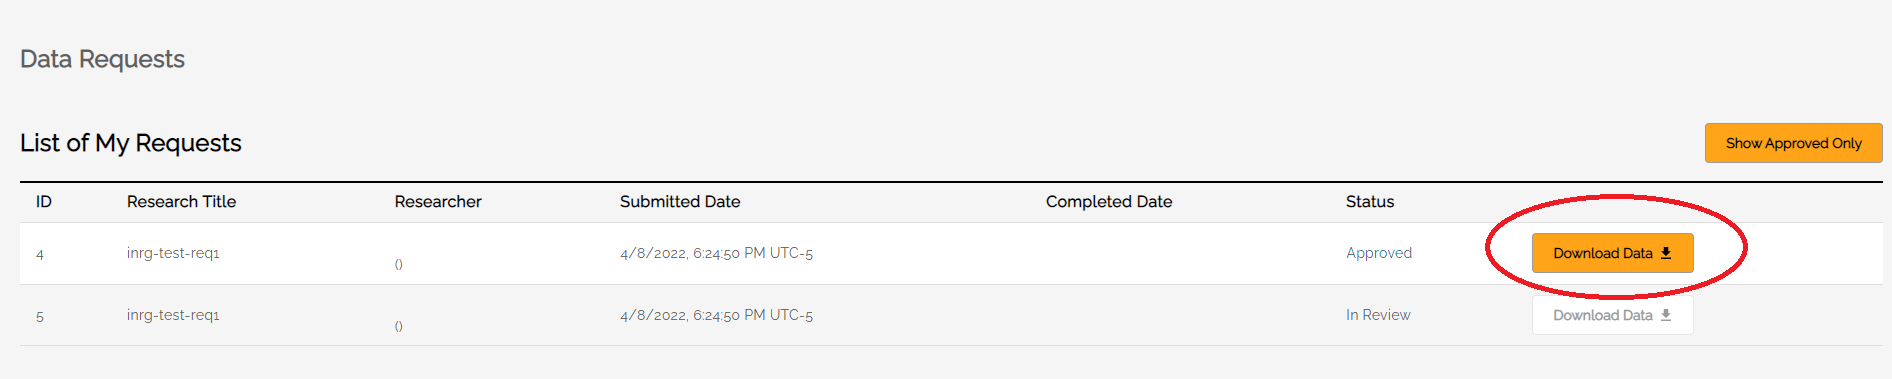 Data Requests
List of My Requests
Show Approved Only
ID Research Title Researcher Submitted Date Completed Date Status
4 inrg-test-req1 () 4/8/2022, 6:24:50 PM UTC-5 Approved Download Data
5 inrg-test-req1 () 4/8/2022, 6:24:50 PM UTC-5 In Review Download Data